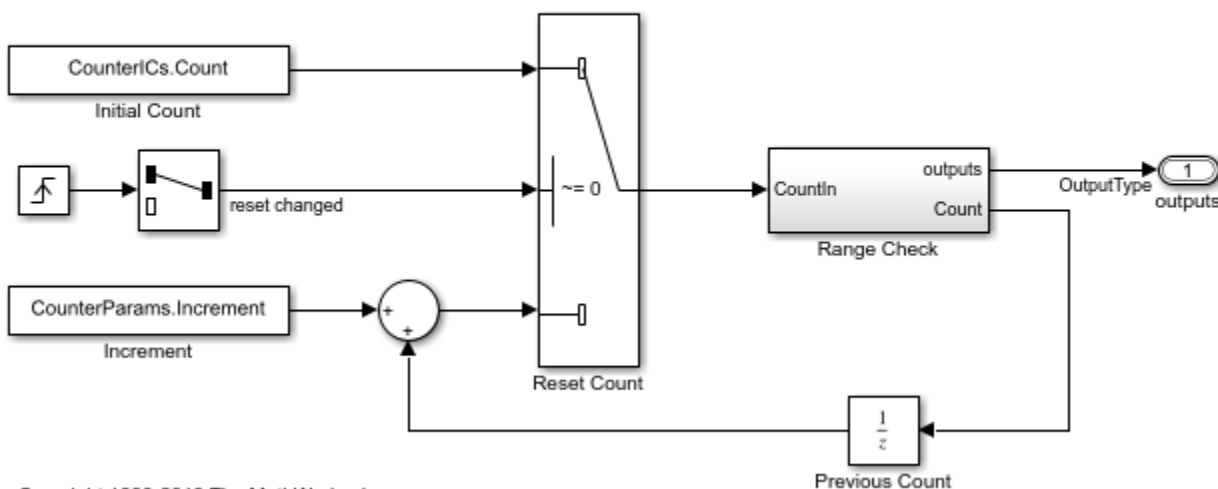 CounterICs.Count
Initial Count
reset changed
~= 0
CountIn
outputs
Count
Range Check
OutputType
1
outputs
CounterParams.Increment
Increment
+
+
Reset Count
1
z
Previous Count